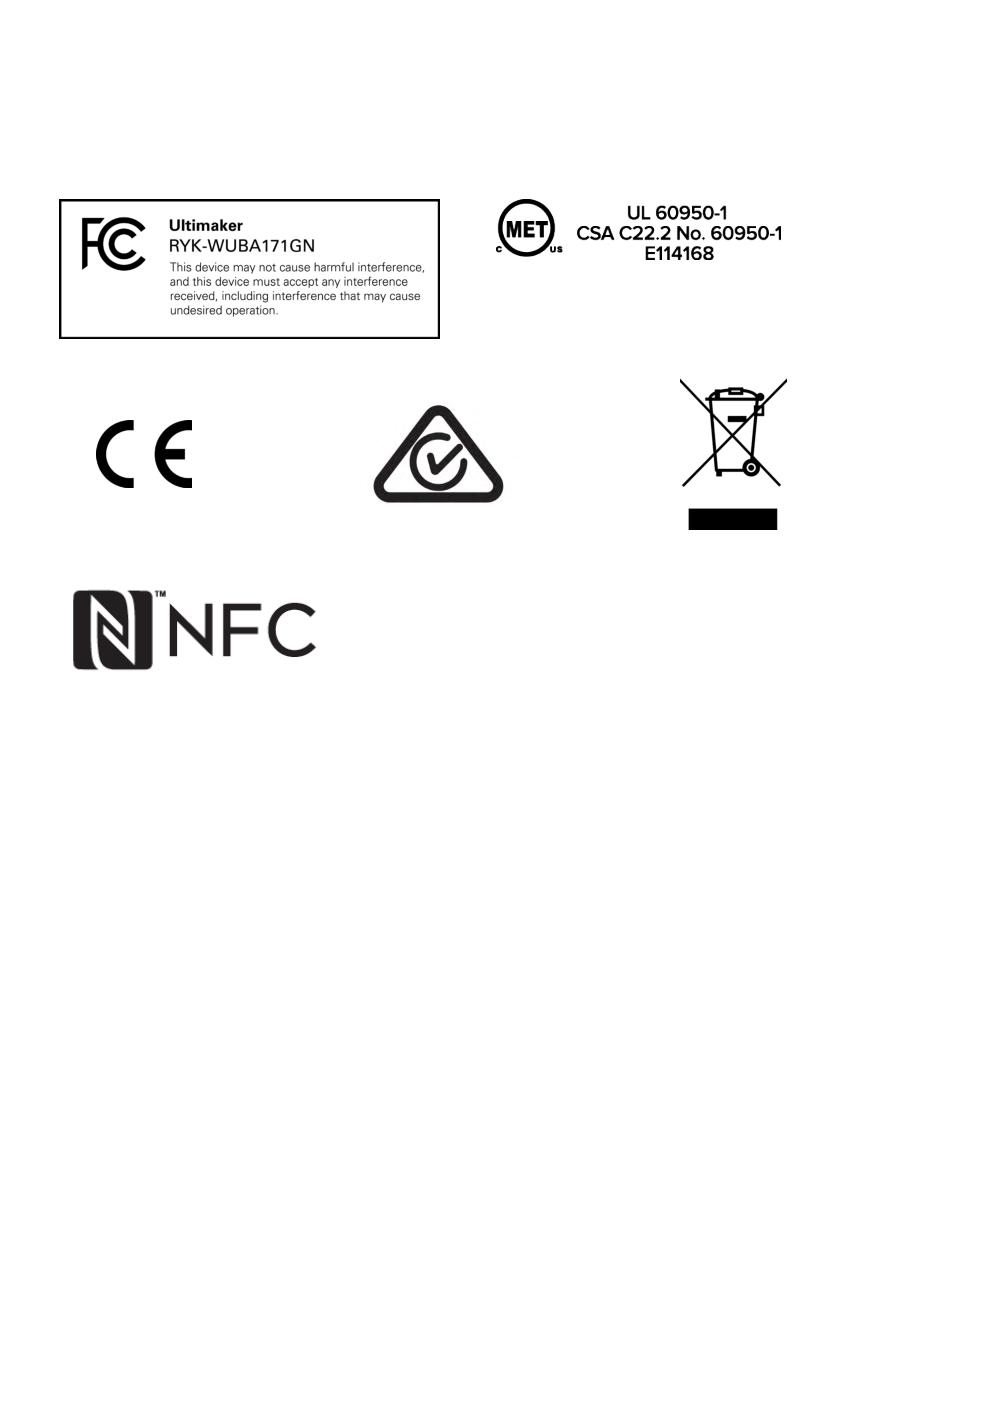 FCC
Ultimaker
RYK-WUBA171GN
This device may not cause harmful interference,
and this device must accept any interference
received, including interference that may cause
undesired operation.
MET
C US
UL 60950-1
CSA C22.2 No. 60950-1
E114168
CE
N™ NFC